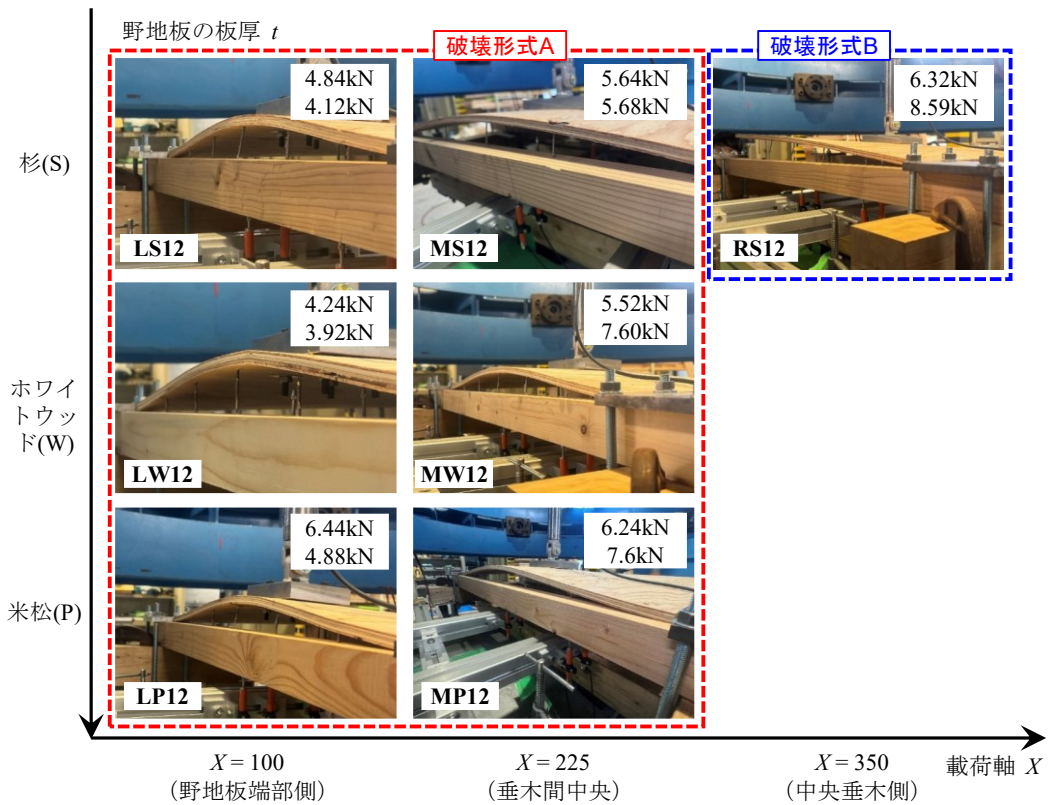 野地板の板厚 t
破壊形式A
破壊形式B
杉(S)
4.84kN
4.12kN
LS12
5.64kN
5.68kN
MS12
6.32kN
8.59kN
RS12
ホワイ
トウッ
ド(W)
4.24kN
3.92kN
LW12
5.52kN
7.60kN
MW12
米松(P)
6.44kN
4.88kN
LP12
6.24kN
7.6kN
MP12
X = 100
(野地板端部側)
X = 225
(垂木間中央)
X = 350
(中央垂木側)
載荷軸 X